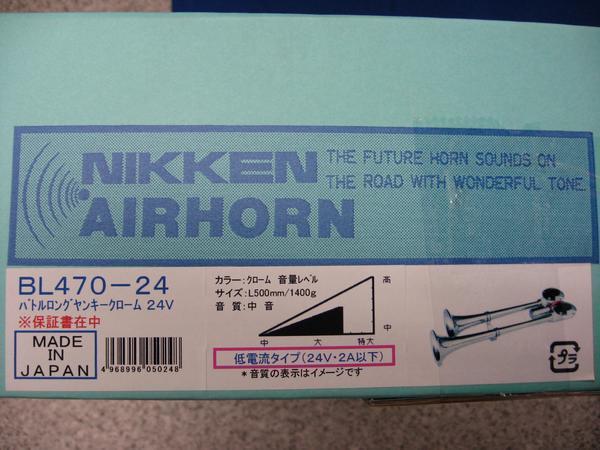 NIKKEN THE FUTURE HORN SOUNDS ON
AIRHORN THE ROAD WITH WONDERFUL TONE.
BL470-24
バトルロングヤンキークローム 24V
※保証書在中
MADE
IN
JAPAN
4968996050248
カラー:クローム 音量レベル
サイズ:L500mm/1400g
音質:中音
高
中
中 大 特大
低電流タイプ(24V・2A以下)
*音質の表示はイメージです
プラ